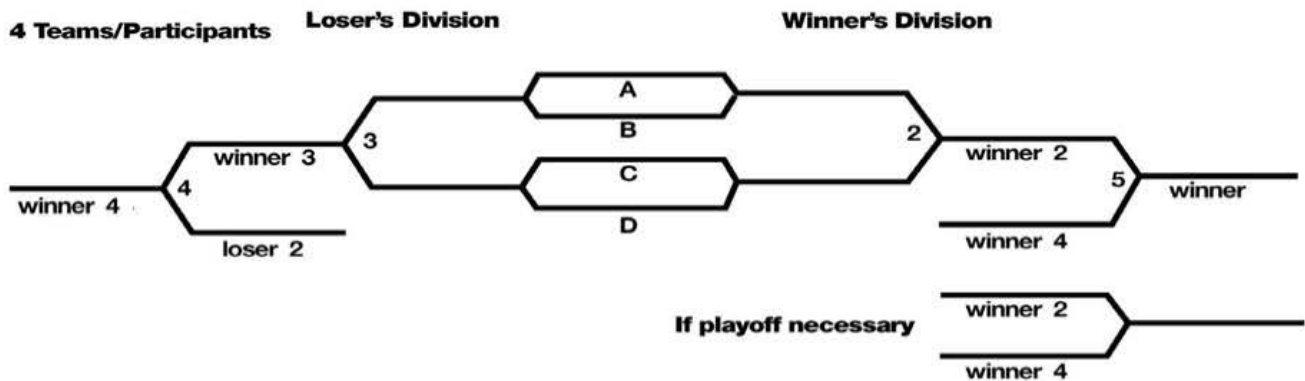 4 Teams/Participants
Loser's Division
Winner's Division
A
B
C
D
3
winner 3
4
winner 4
loser 2
2
winner 2
5
winner
winner 4
If playoff necessary
winner 2
winner 4